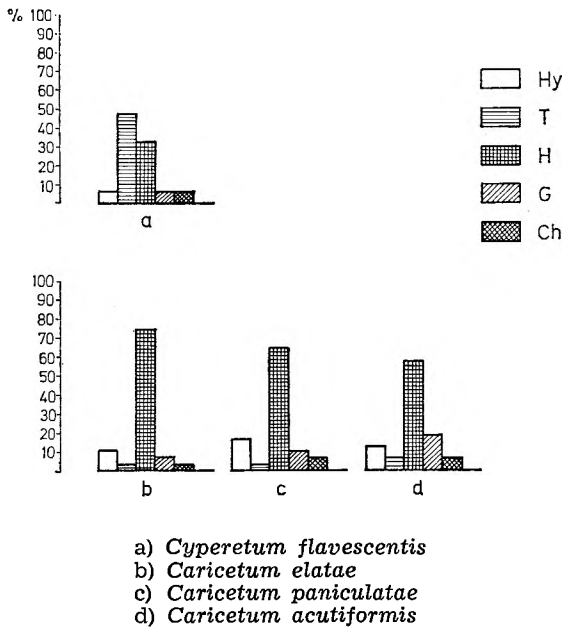 % 100
90
80
70
60
50
40
30
20
10
a
Hy
T
H
G
Ch
100
90
80
70
60
50
40
30
20
10
b c d
a) Cyperetum flavescentis
b) Caricetum elatae
c) Caricetum paniculatae
d) Caricetum acutiformis